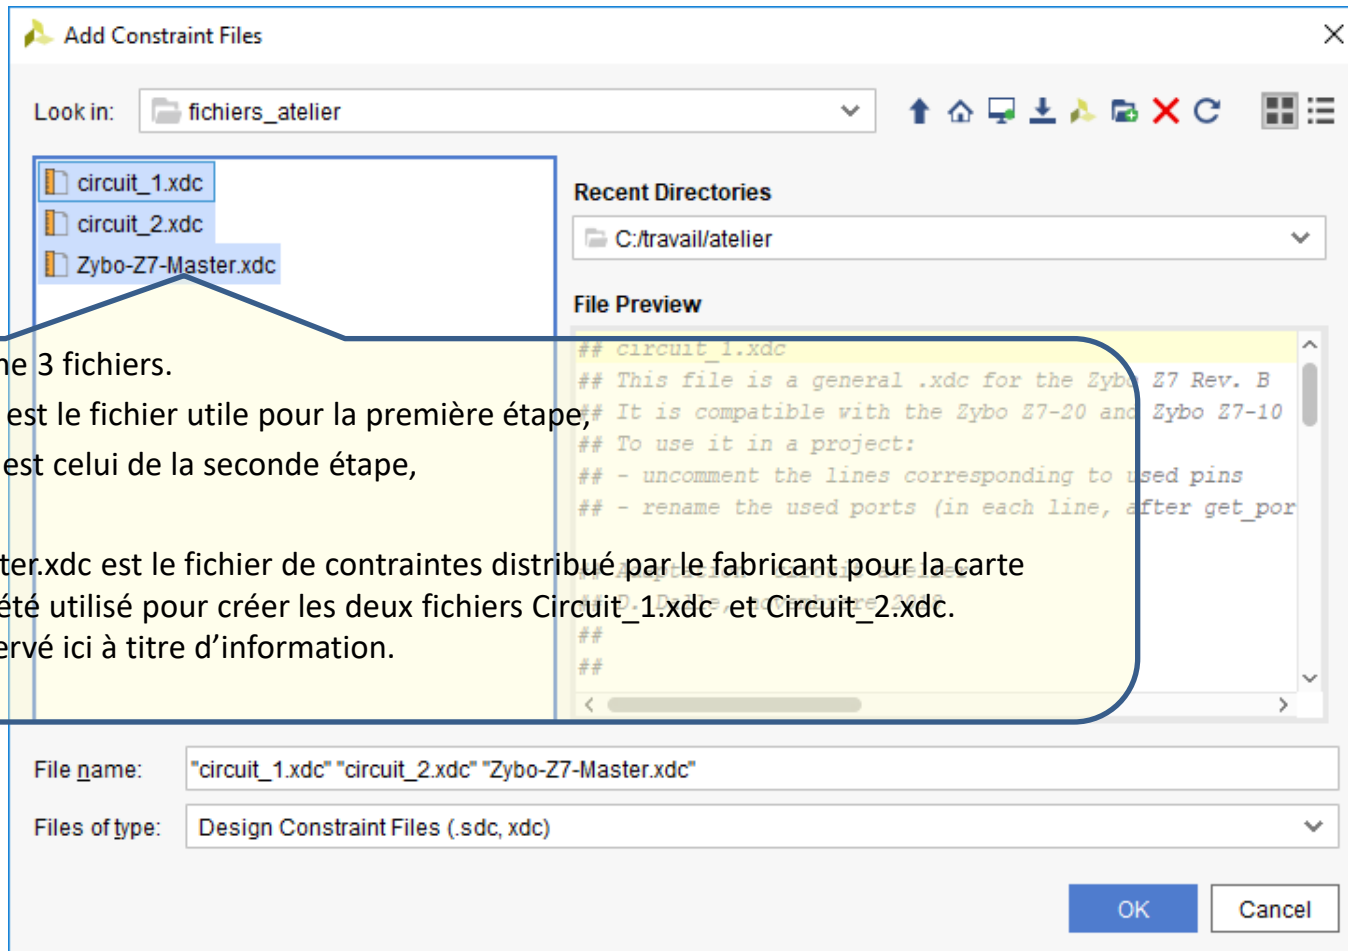 Add Constraint Files
Look in: fichiers_atelier
circuit_1.xdc
circuit_2.xdc
Zybo-Z7-Master.xdc
Recent Directories
C:/travail/atelier
File Preview
## circuit_1.xdc
## This file is a general .xdc for the Zybo Z7 Rev. B
## It is compatible with the Zybo Z7-20 and Zybo Z7-10
## To use it in a project:
## - uncomment the lines corresponding to used pins
## - rename the used ports (in each line, after get_por
##
##
ne 3 fichiers.
est le fichier utile pour la première étape,
est celui de la seconde étape,
ter.xdc est le fichier de contraintes distribué par le fabricant pour la carte
été utilisé pour créer les deux fichiers Circuit_1.xdc et Circuit_2.xdc.
ervé ici à titre d’information.
File name: "circuit_1.xdc" "circuit_2.xdc" "Zybo-Z7-Master.xdc"
Files of type: Design Constraint Files (.sdc, xdc)
OK Cancel